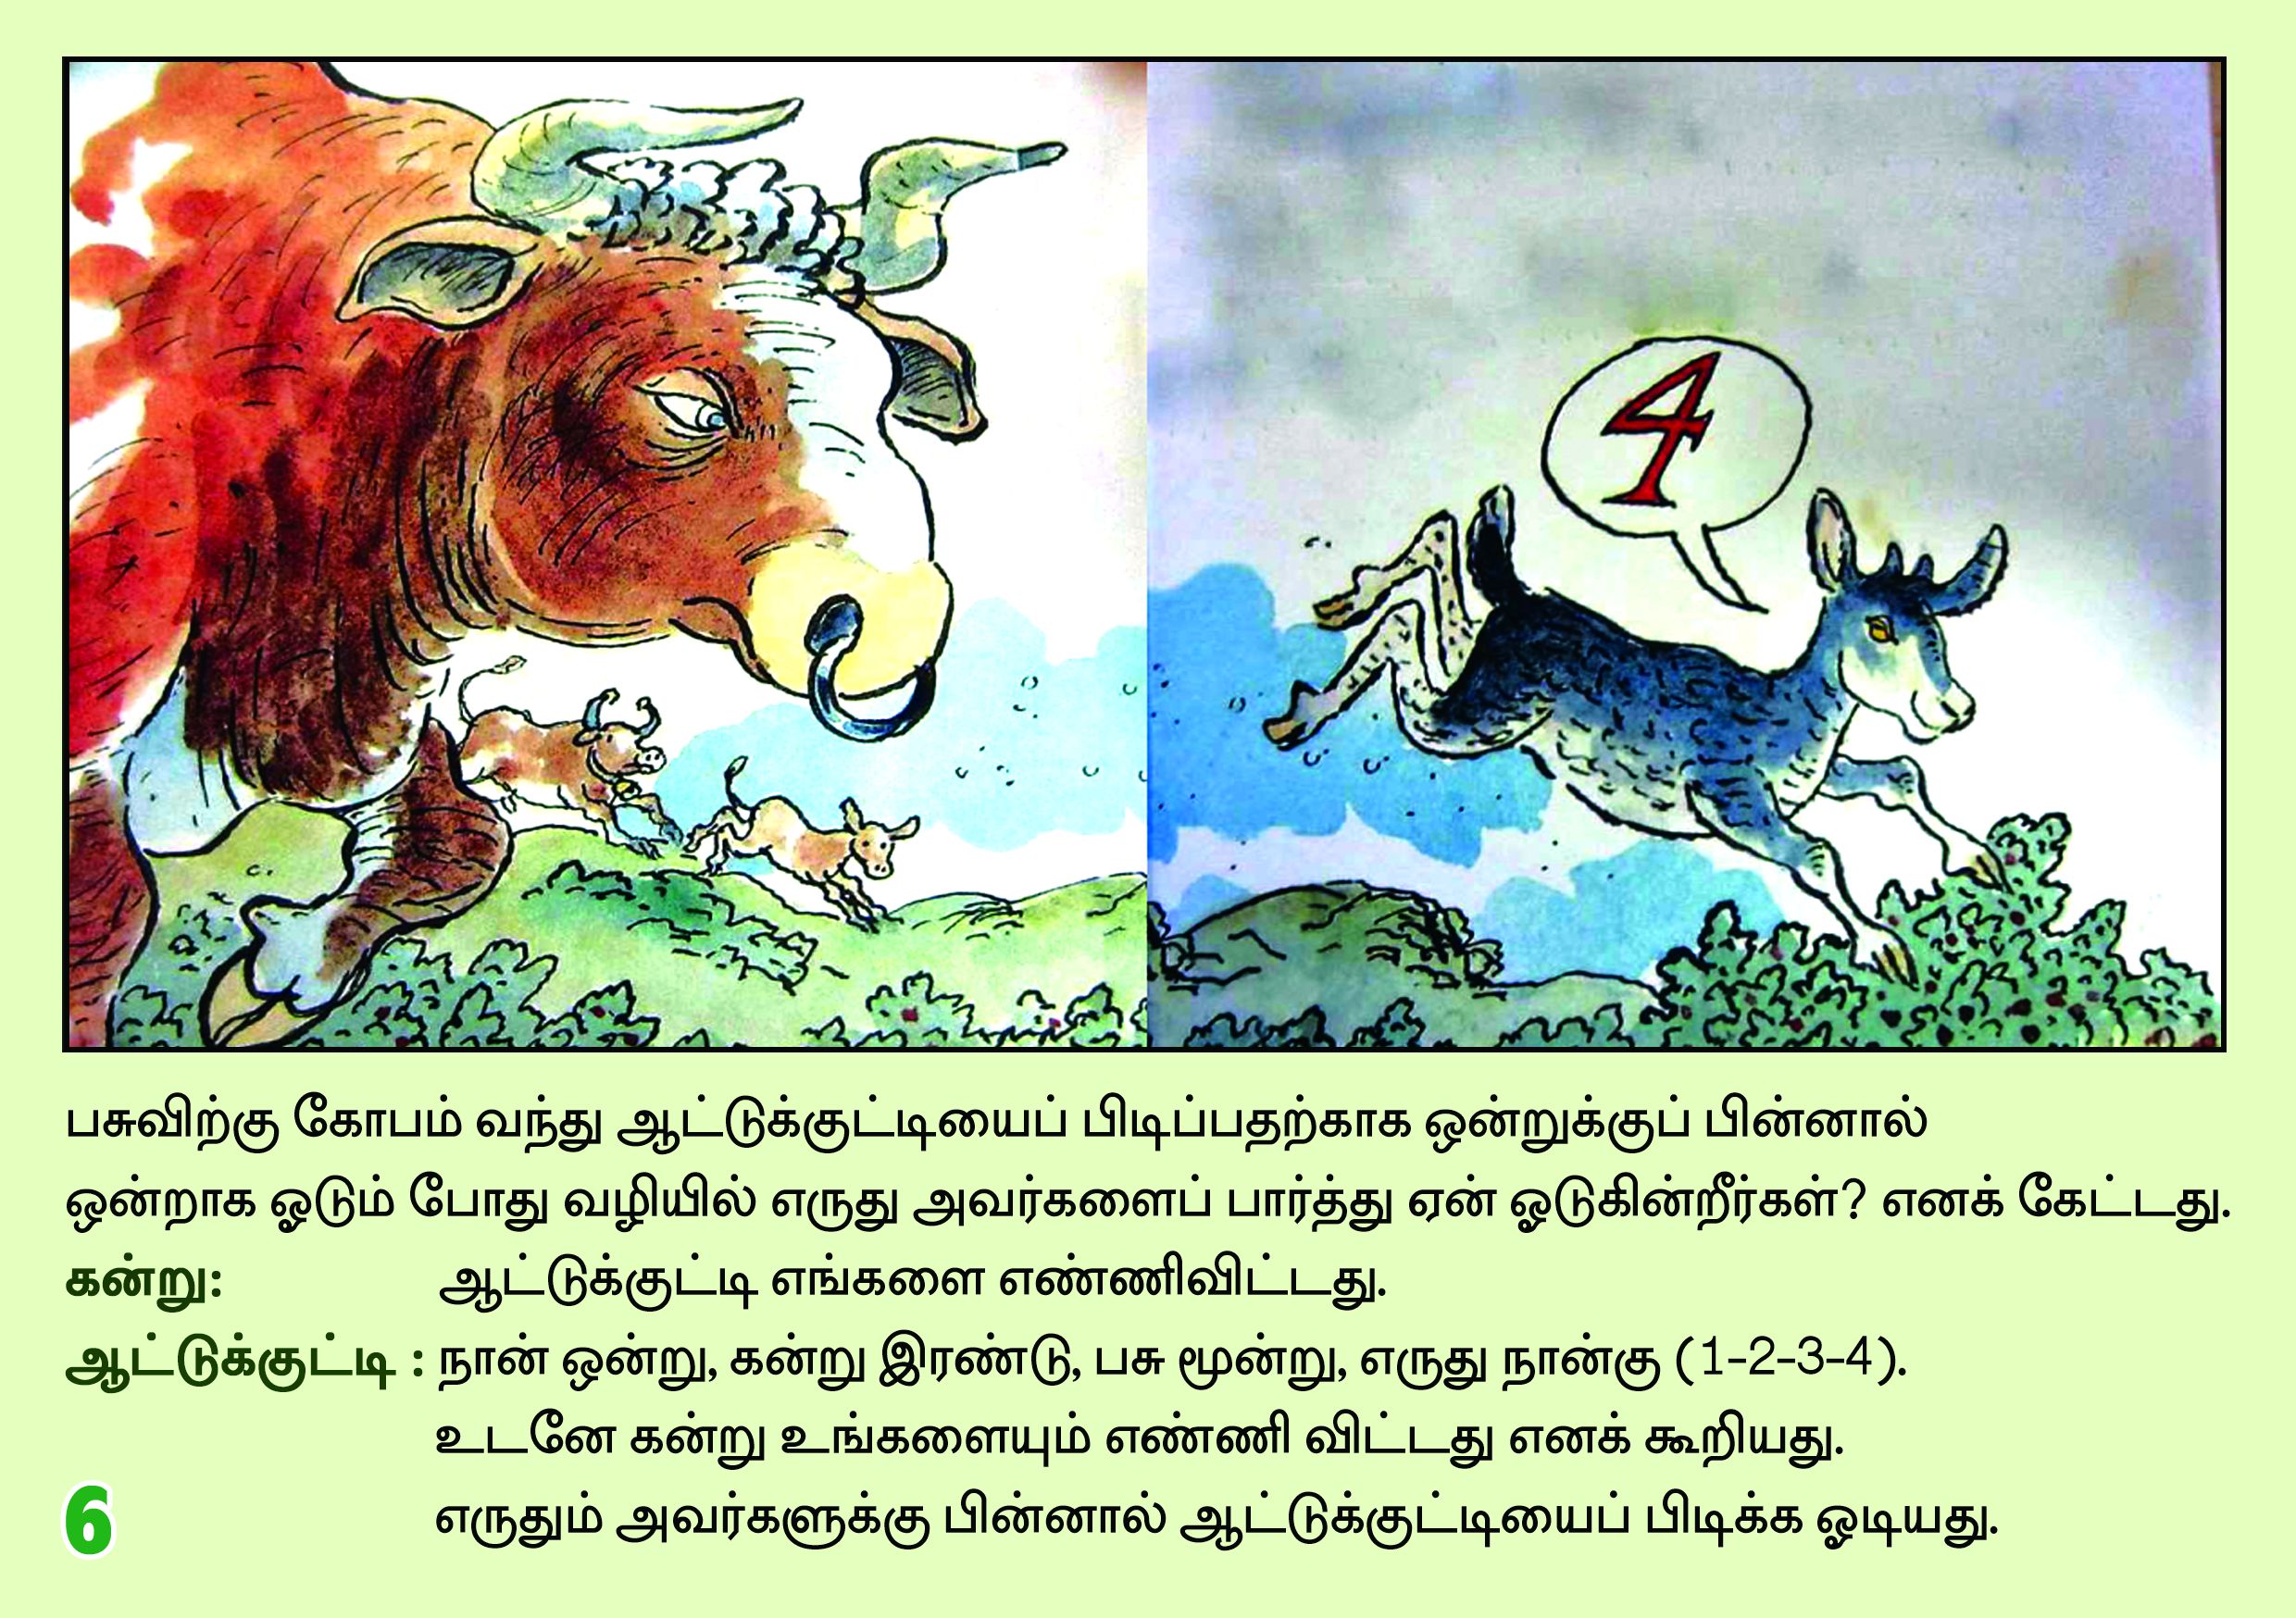 4
பசுவிற்கு கோபம் வந்து ஆட்டுக்குட்டியைப் பிடிப்பதற்காக ஒன்றுக்குப் பின்னால்
ஒன்றாக ஓடும் போது வழியில் எருது அவர்களைப் பார்த்து ஏன் ஓடுகின்றீர்கள்? எனக் கேட்டது.
கன்று: ஆட்டுக்குட்டி எங்களை எண்ணிவிட்டது.
ஆட்டுக்குட்டி : நான் ஒன்று, கன்று இரண்டு, பசு மூன்று, எருது நான்கு (1-2-3-4).
உடனே கன்று உங்களையும் எண்ணி விட்டது எனக் கூறியது.
எருதும் அவர்களுக்கு பின்னால் ஆட்டுக்குட்டியைப் பிடிக்க ஓடியது.
6